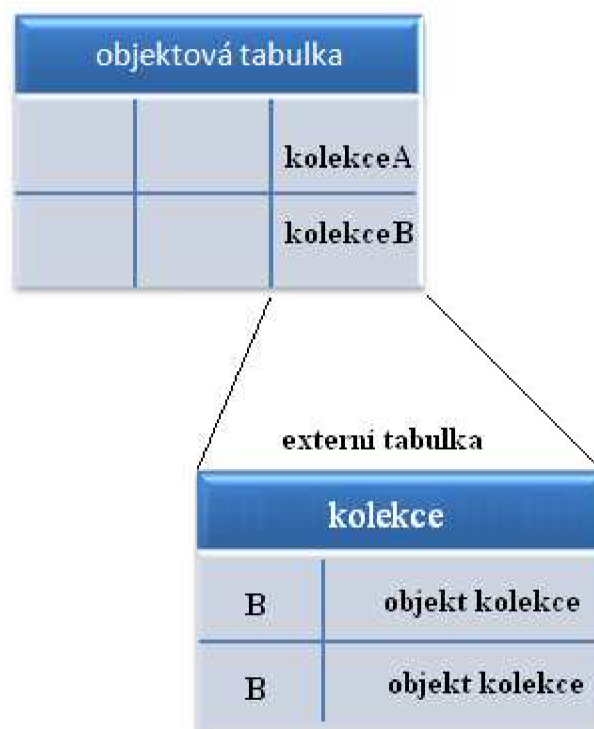 objektová tabulka
kolekceA
kolekceB
externí tabulka
kolekce
B objekt kolekce
B objekt kolekce